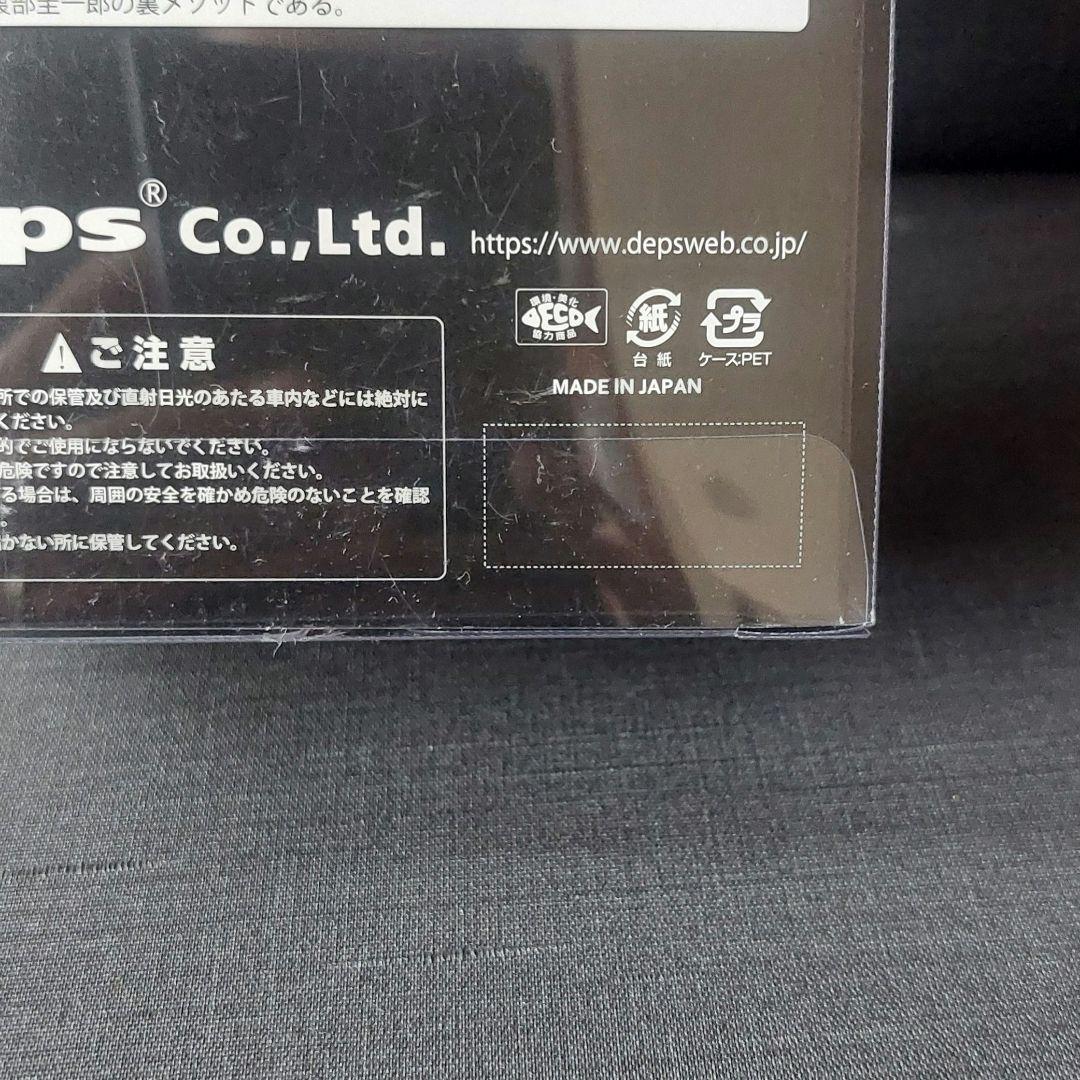 部圭一郎の裏メソッドである。
ps® Co.,Ltd.
https://www.depsweb.co.jp/
環境・美化
ECO
協力商品
紙
台紙
プラ
ケース:PET
MADE IN JAPAN
ご注意
所での保管及び直射日光のあたる車内などには絶対に
ください。
的でご使用にならないでください。
危険ですので注意してお取扱いください。
る場合は、周囲の安全を確かめ危険のないことを確認
。
かない所に保管してください。